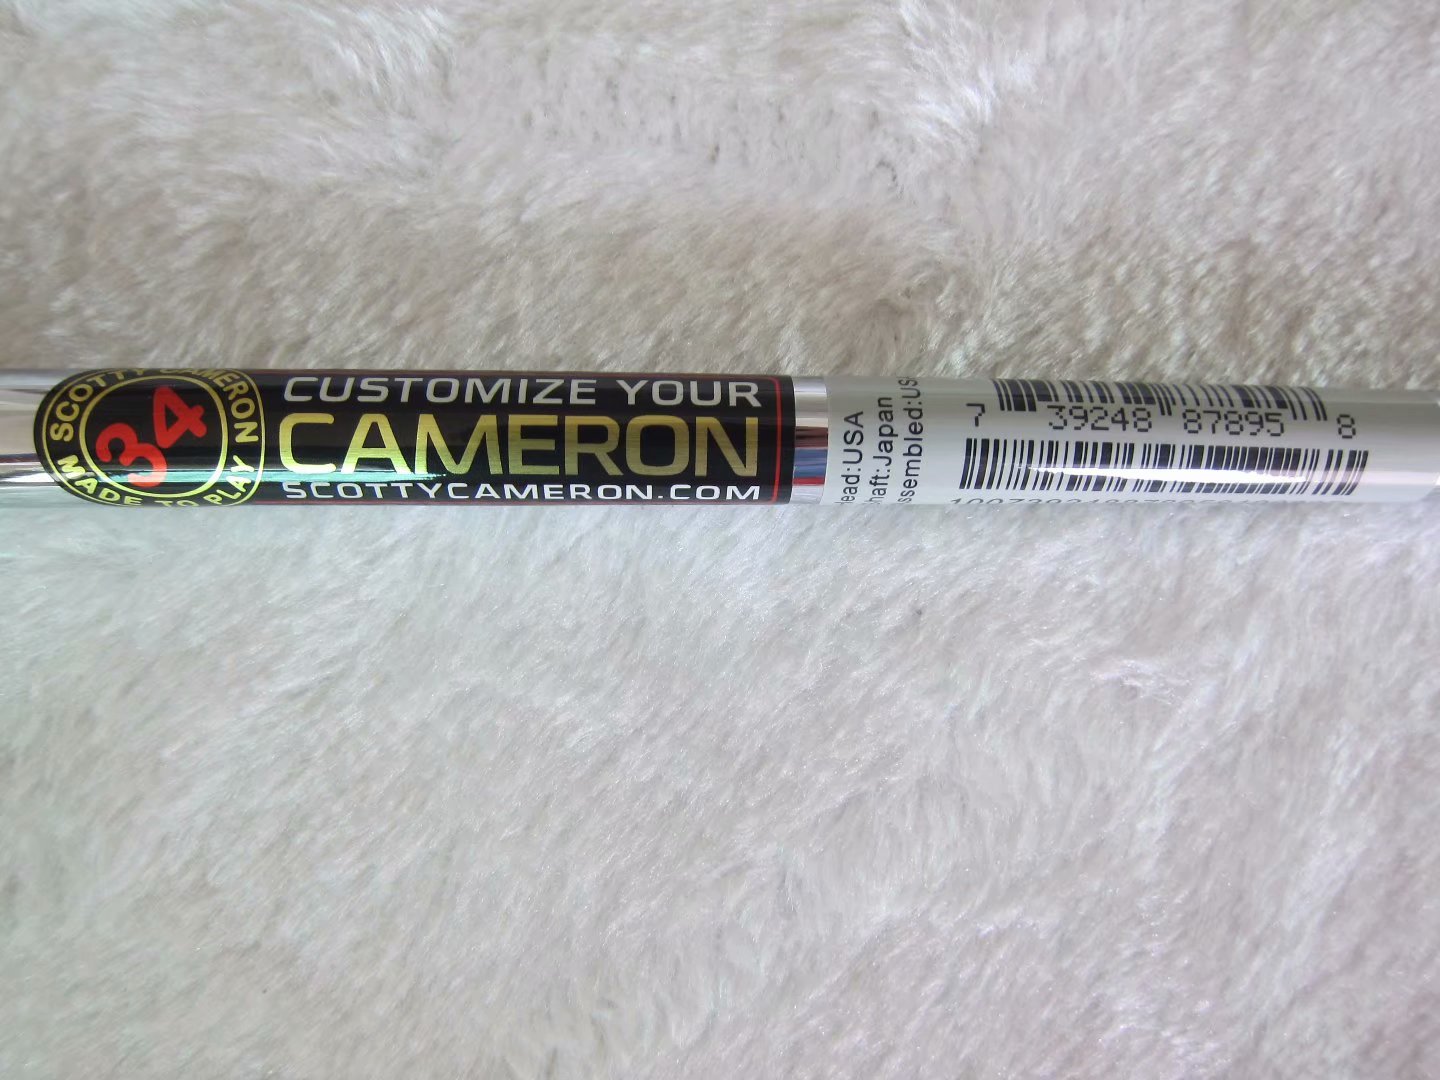 SCOTTY CAMERON
34
MADE TO PLAY
CUSTOMIZE YOUR
CAMERON
SCOTTYCAMERON.COM
ead:USA
haft:Japan
ssembled:US
7 39248 87895 8